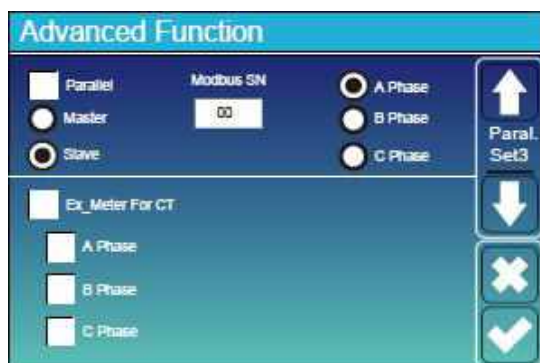 Advanced Function
Parallel
Modbus SN
A Phase
Master
00
B Phase
Slave
C Phase
Paral.
Set3
Ex_Meter For CT
A Phase
B Phase
C Phase